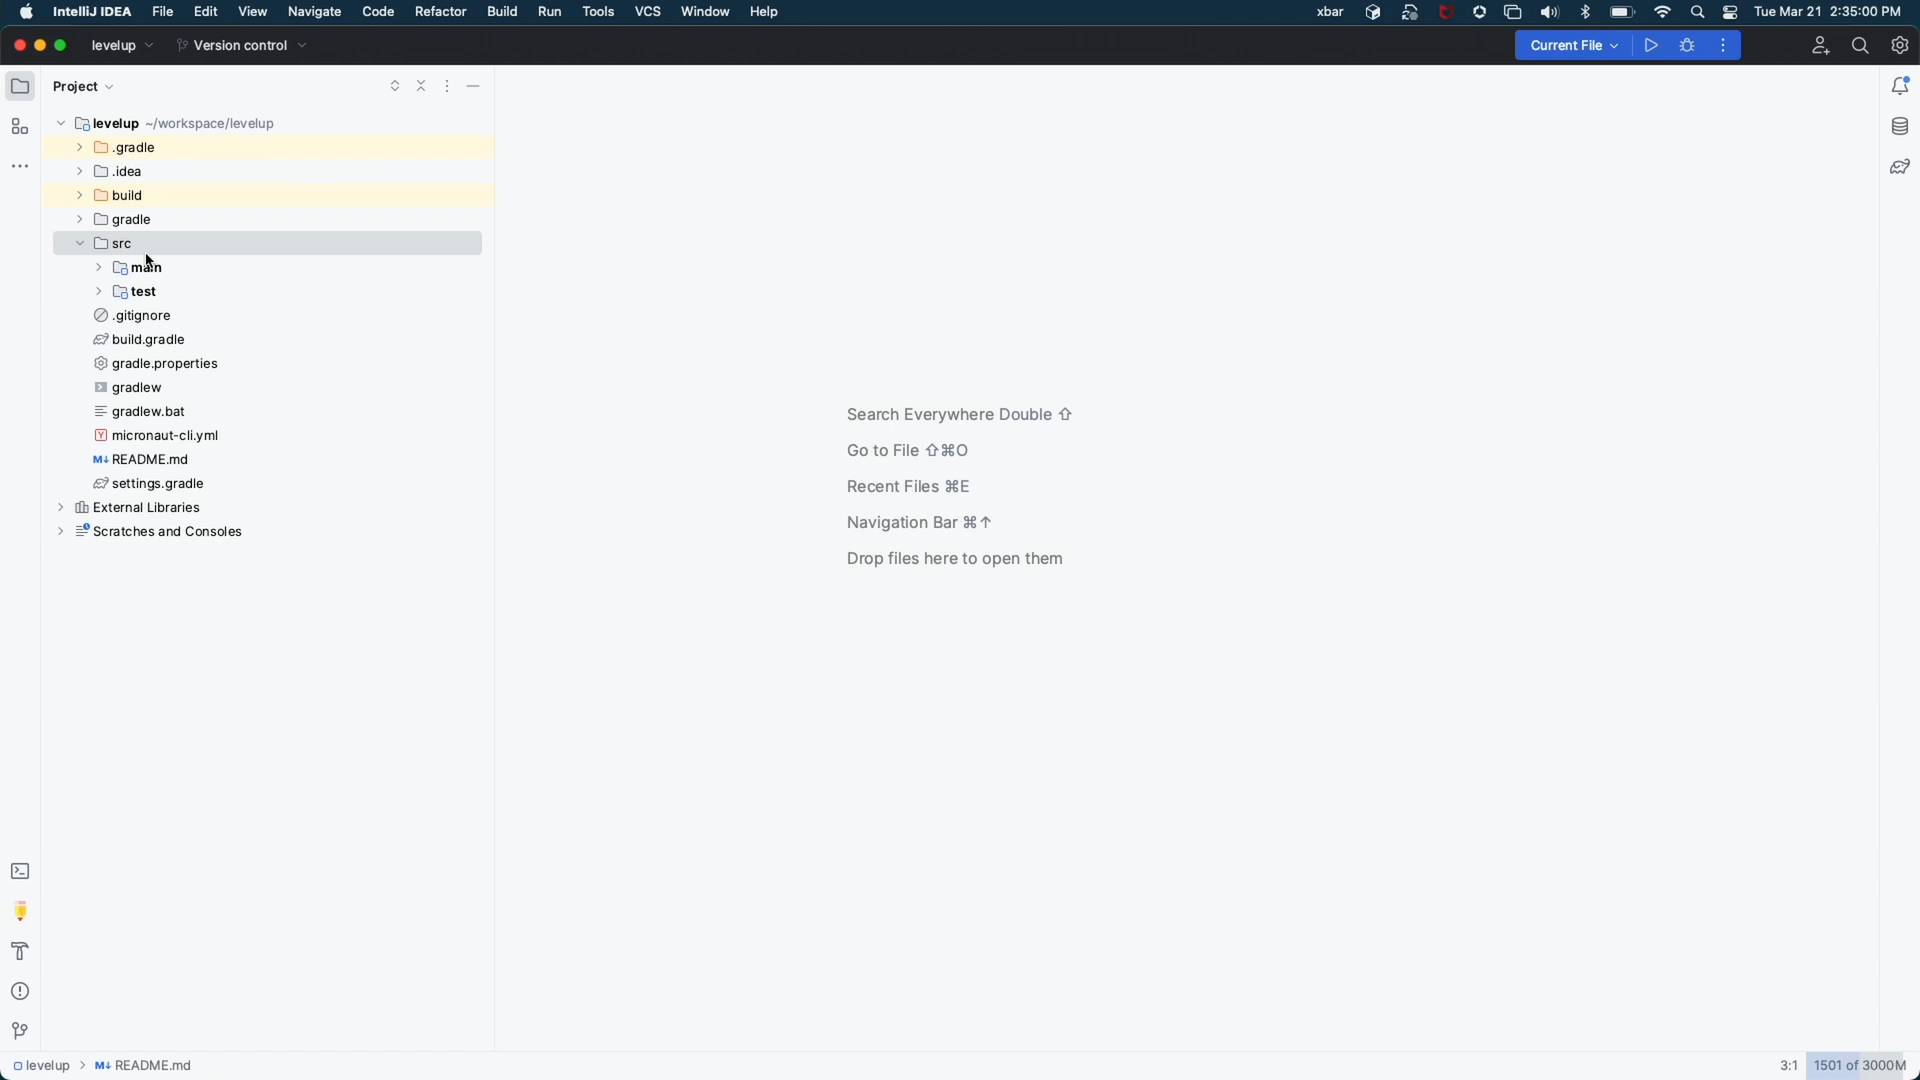 IntelliJ IDEA File Edit View Navigate Code Refactor Build Run Tools VCS Window Help xbar Tue Mar 21 2:35:00 PM
levelup Version control Current File
Project
levelup ~/workspace/levelup
.gradle
.idea
build
gradle
src
main
test
.gitignore
build.gradle
gradle.properties
gradlew
gradlew.bat
micronaut-cli.yml
README.md
settings.gradle
External Libraries
Scratches and Consoles
Search Everywhere Double ⇧
Go to File ⇧⌘O
Recent Files ⌘E
Navigation Bar ⌘↑
Drop files here to open them
levelup > M↓ README.md 3:1 1501 of 3000M